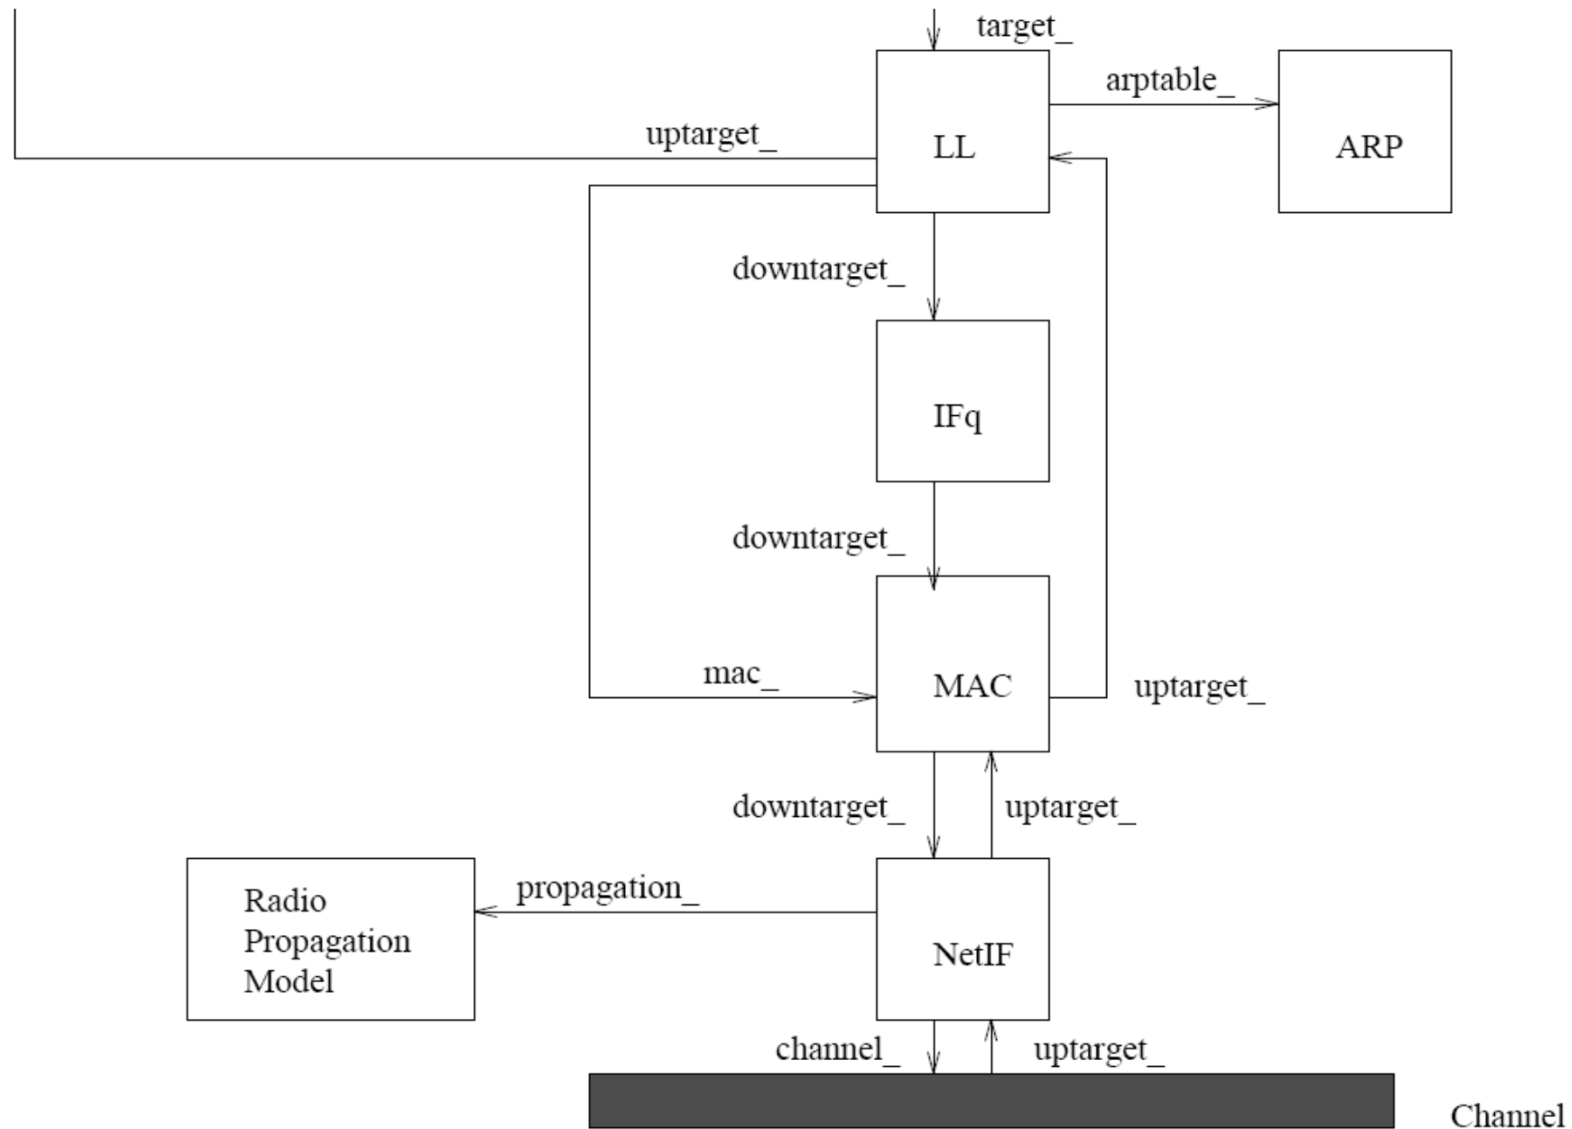 target_
arptable_
uptarget_
LL
ARP
downtarget_
IFq
downtarget_
mac_
MAC
uptarget_
downtarget_
uptarget_
propagation_
Radio
Propagation
Model
NetIF
channel_
uptarget_
Channel